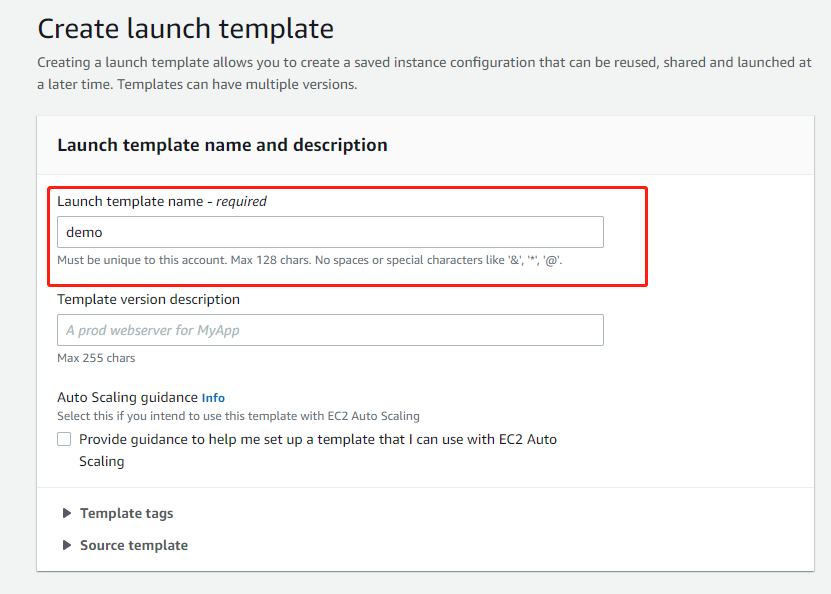 Create launch template
Creating a launch template allows you to create a saved instance configuration that can be reused, shared and launched at
a later time. Templates can have multiple versions.
Launch template name and description
Launch template name - required
demo
Must be unique to this account. Max 128 chars. No spaces or special characters like '&', '*', '@'.
Template version description
A prod webserver for MyApp
Max 255 chars
Auto Scaling guidance Info
Select this if you intend to use this template with EC2 Auto Scaling
Provide guidance to help me set up a template that I can use with EC2 Auto
Scaling
Template tags
Source template